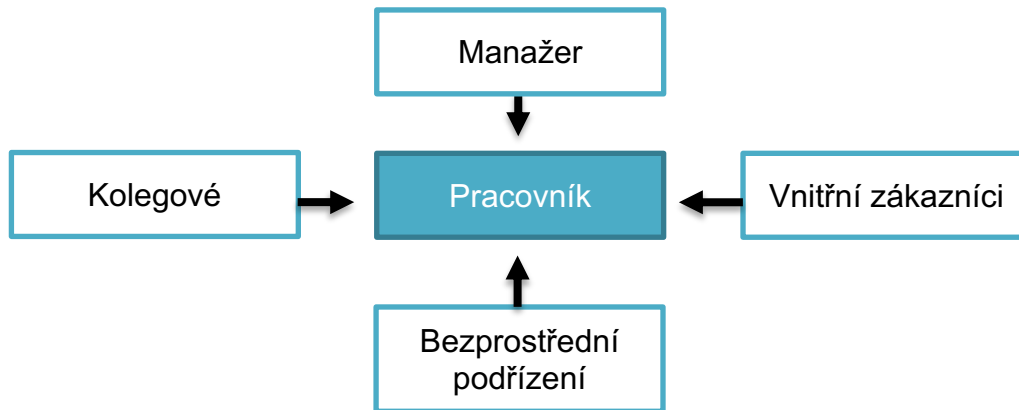 Manažer
Kolegové
Pracovník
Vnitřní zákazníci
Bezprostřední
podřízení